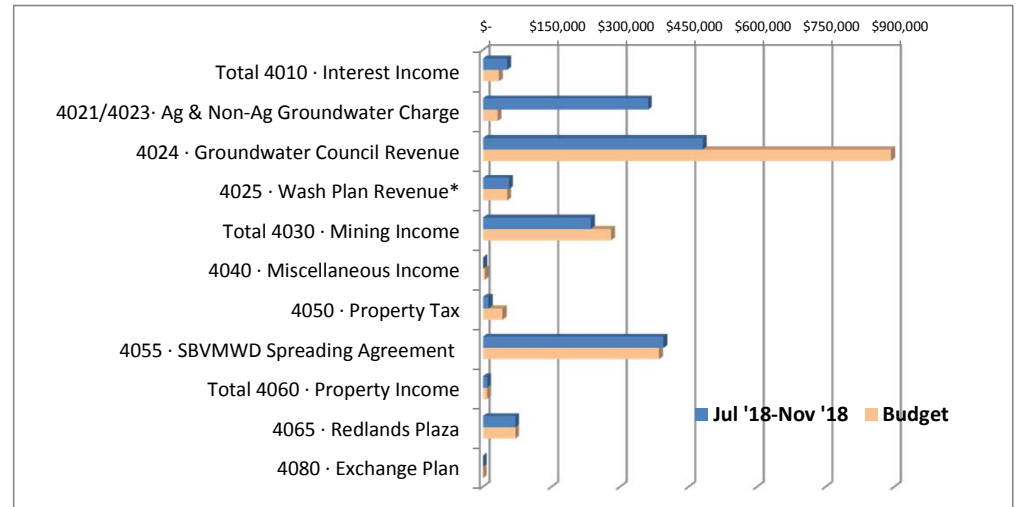 $- $150,000 $300,000 $450,000 $600,000 $750,000 $900,000
Total 4010 · Interest Income
4021/4023· Ag & Non-Ag Groundwater Charge
4024 · Groundwater Council Revenue
4025 · Wash Plan Revenue*
Total 4030 · Mining Income
4040 · Miscellaneous Income
4050 · Property Tax
4055 · SBVMWD Spreading Agreement
Total 4060 · Property Income
Jul '18-Nov '18 Budget
4065 · Redlands Plaza
4080 · Exchange Plan